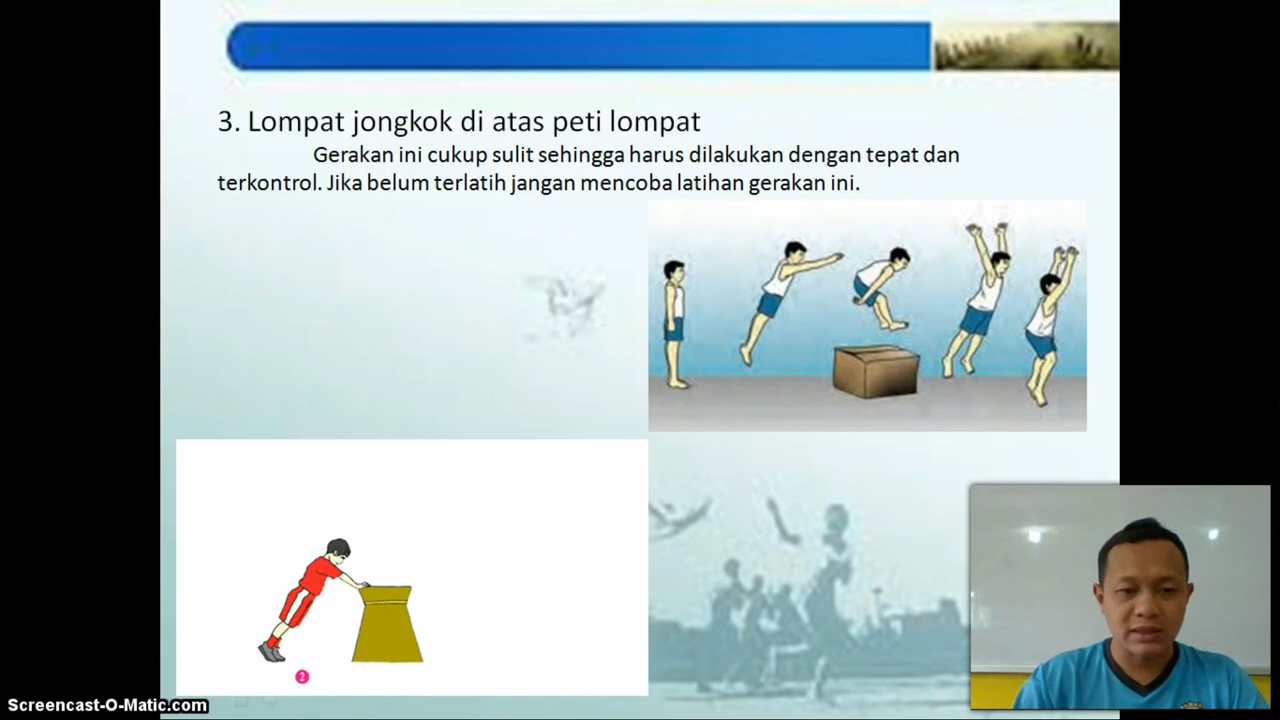 3. Lompat jongkok di atas peti lompat
Gerakan ini cukup sulit sehingga harus dilakukan dengan tepat dan
terkontrol. Jika belum terlatih jangan mencoba latihan gerakan ini.
2
Screencast-O-Matic.com